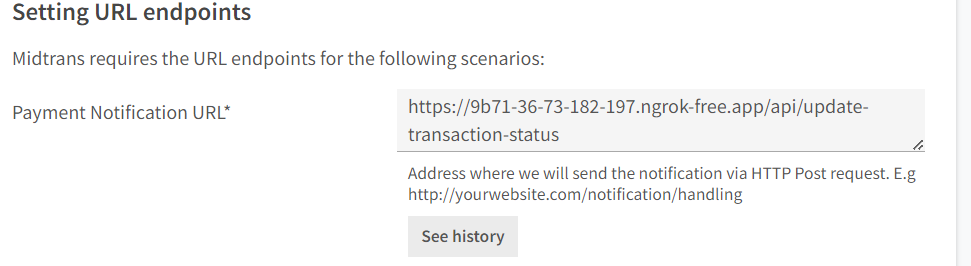 Setting URL endpoints
Midtrans requires the URL endpoints for the following scenarios:
Payment Notification URL*
https://9b71-36-73-182-197.ngrok-free.app/api/update-
transaction-status
Address where we will send the notification via HTTP Post request. E.g
http://yourwebsite.com/notification/handling
See history